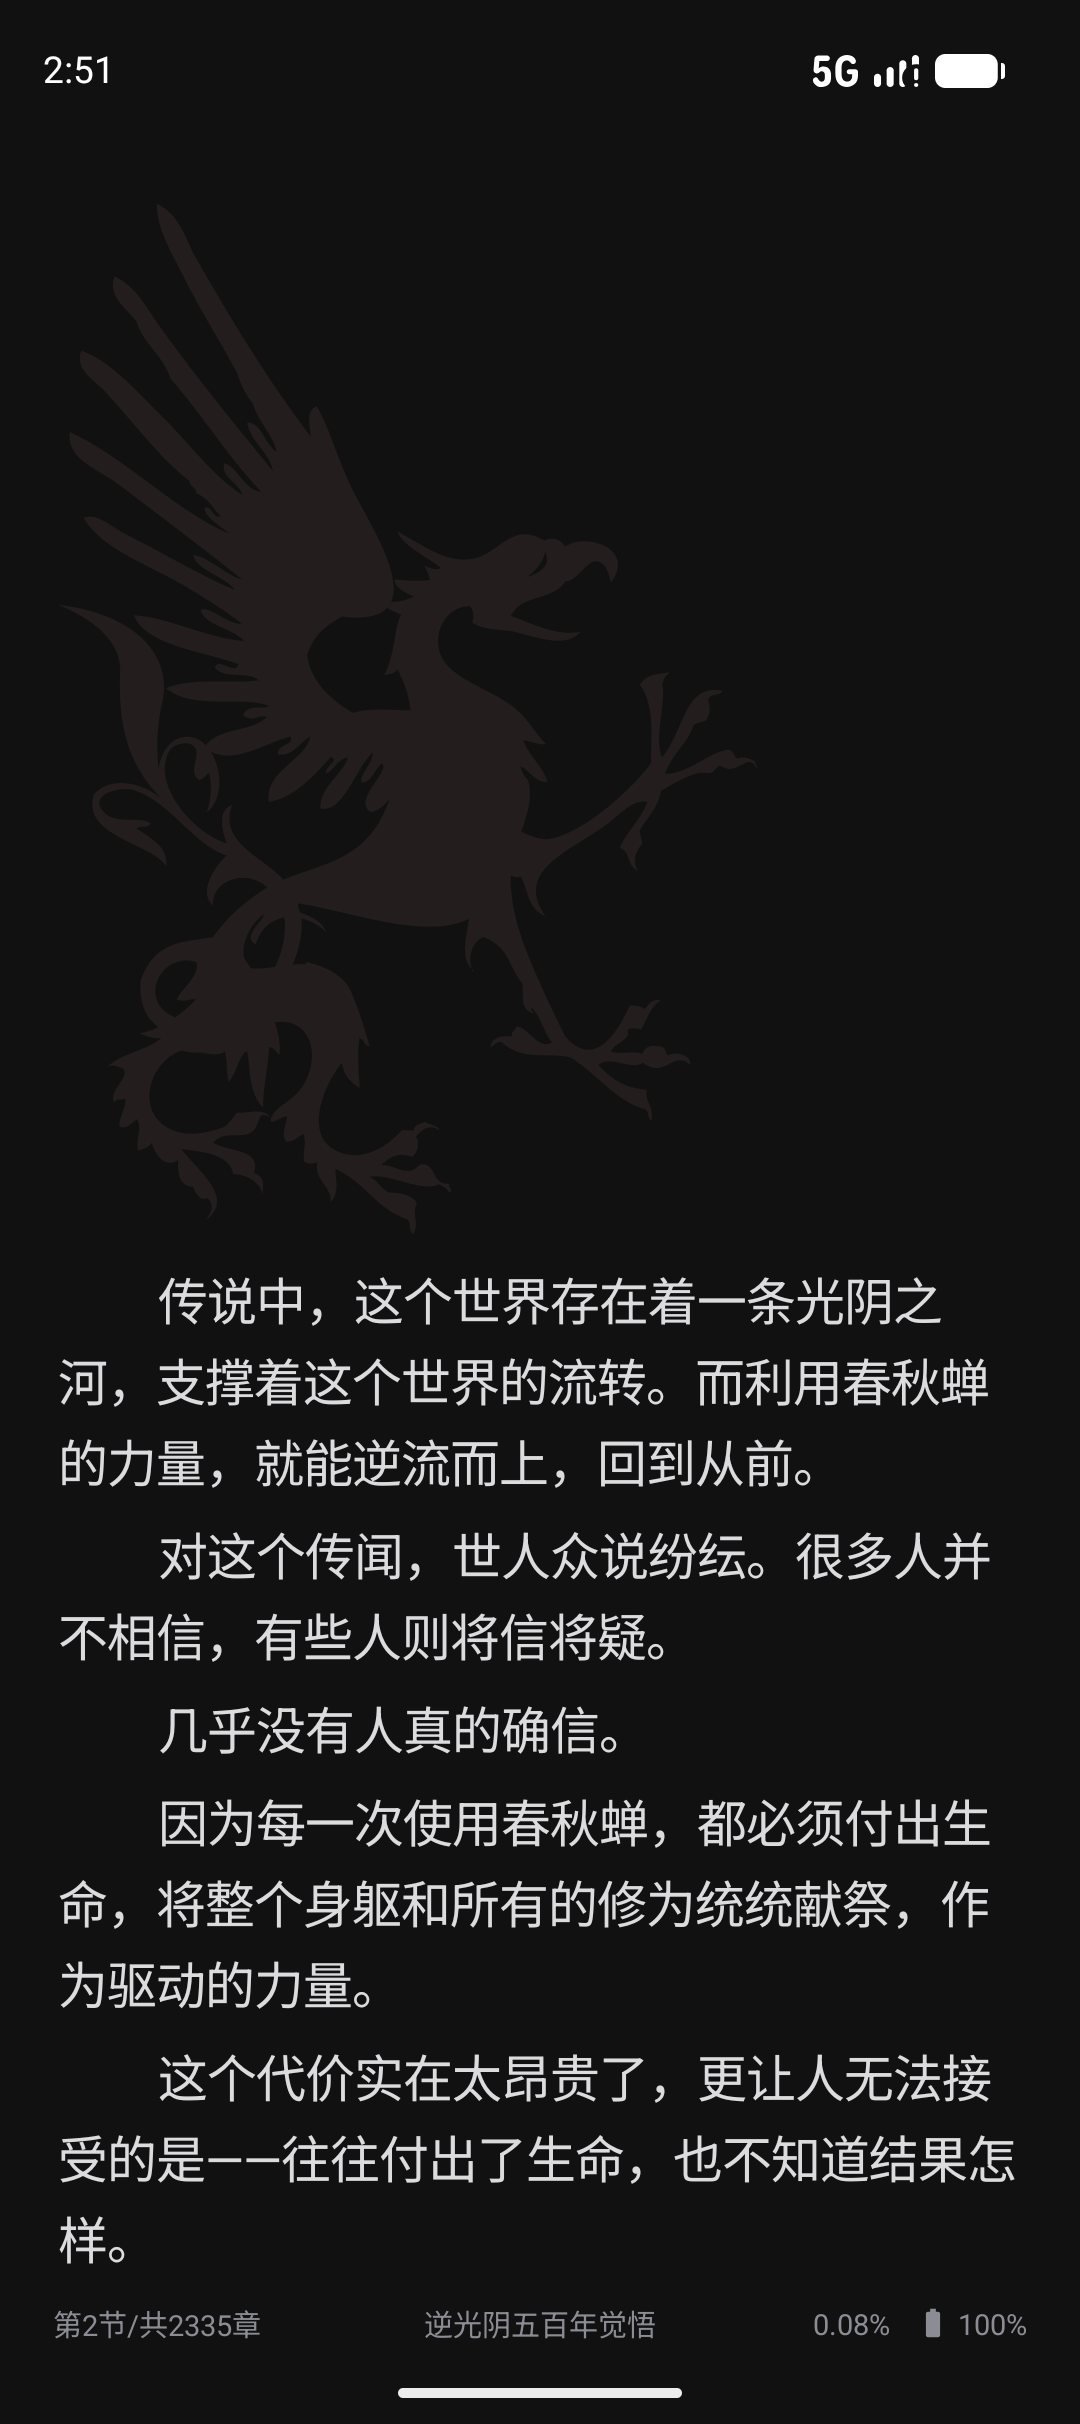 2:51 5G
传说中，这个世界存在着一条光阴之
河，支撑着这个世界的流转。而利用春秋蝉
的力量，就能逆流而上，回到从前。
对这个传闻，世人众说纷纭。很多人并
不相信，有些人则将信将疑。
几乎没有人真的确信。
因为每一次使用春秋蝉，都必须付出生
命，将整个身躯和所有的修为统统献祭，作
为驱动的力量。
这个代价实在太昂贵了，更让人无法接
受的是——往往付出了生命，也不知道结果怎
样。
第2节/共2335章 逆光阴五百年觉悟 0.08% 100%